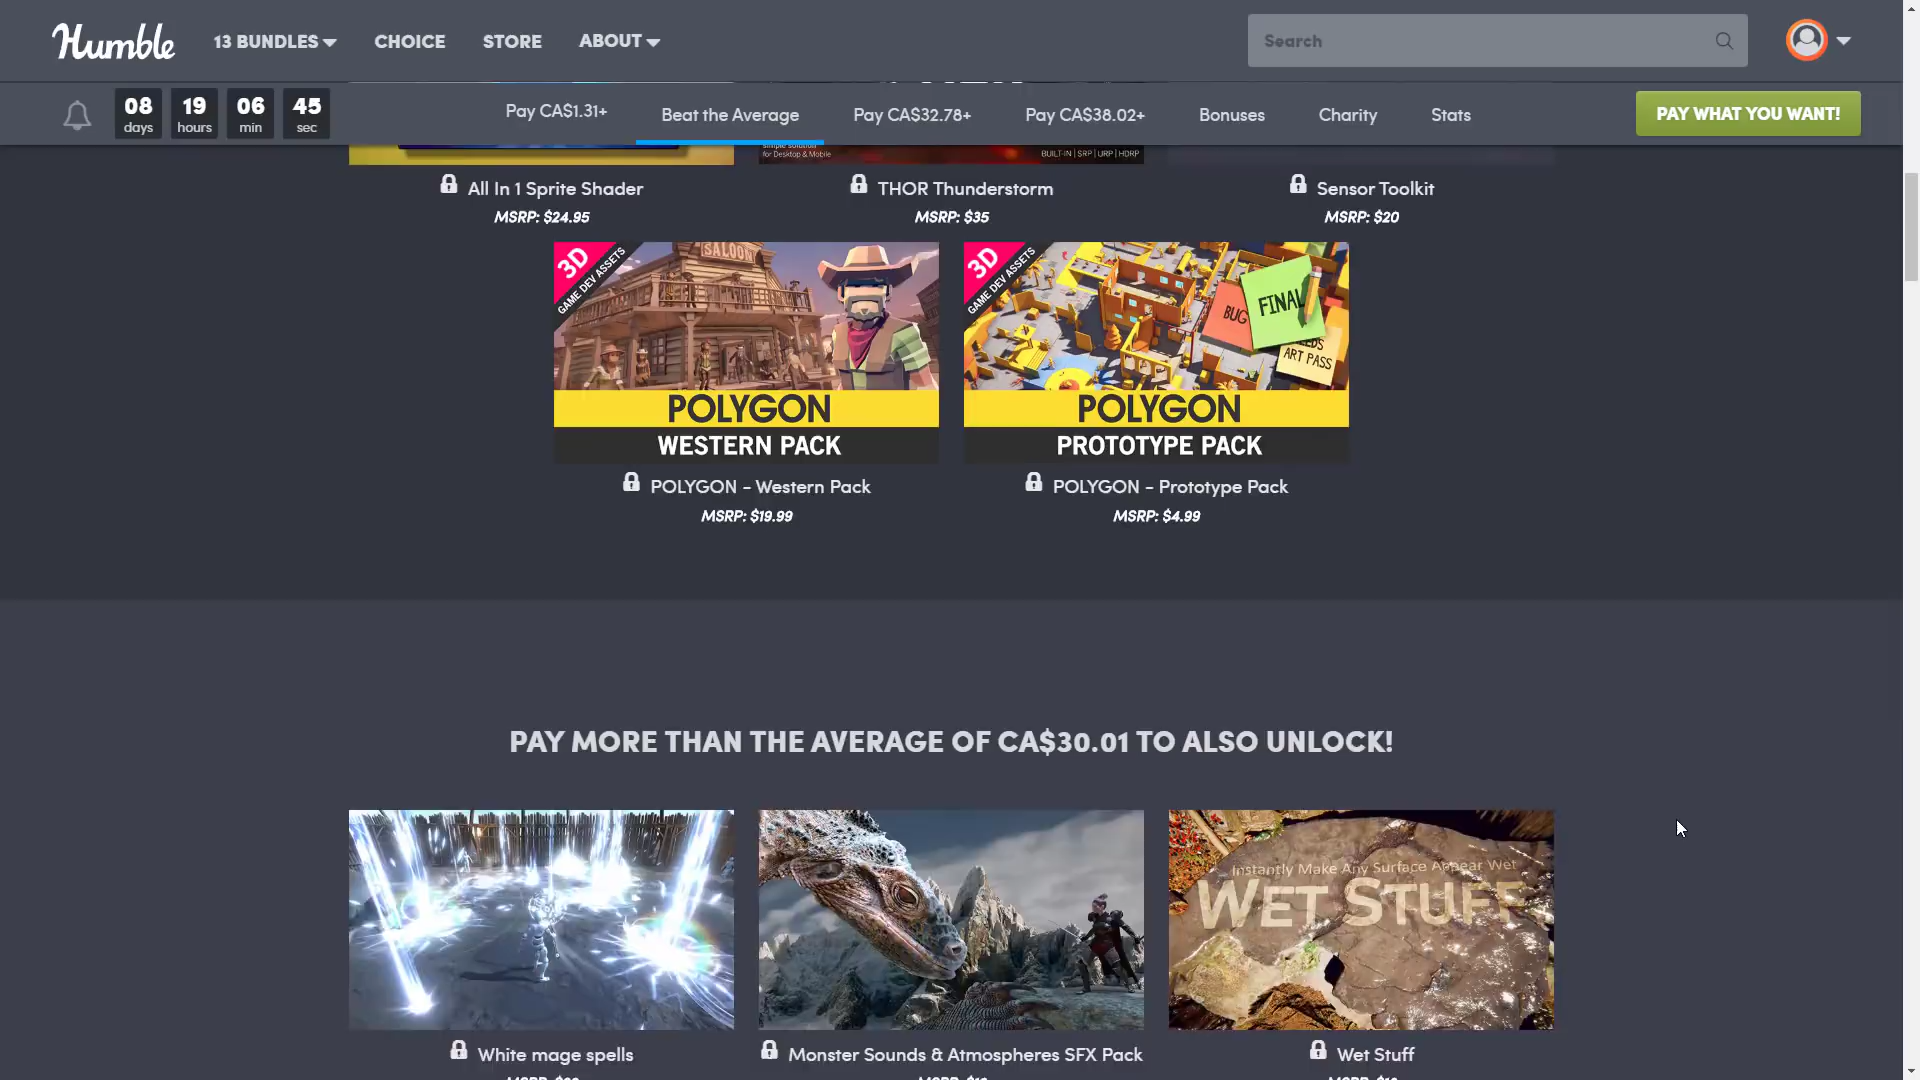 Humble
13 BUNDLES
CHOICE
STORE
ABOUT
Search
08
days
19
hours
06
min
45
sec
Pay CA$1.31+
Beat the Average
Pay CA$32.78+
Pay CA$38.02+
Bonuses
Charity
Stats
PAY WHAT YOU WANT!
simple solution
for Desktop & Mobile
BUILT-IN | SRP | URP | HDRP
All In 1 Sprite Shader
MSRP: $24.95
THOR Thunderstorm
MSRP: $35
Sensor Toolkit
MSRP: $20
3D
GAME DEV ASSETS
SALOON
POLYGON
WESTERN PACK
3D
GAME DEV ASSETS
BUG
FINAL
ART PASS
POLYGON
PROTOTYPE PACK
POLYGON - Western Pack
MSRP: $19.99
POLYGON - Prototype Pack
MSRP: $4.99
PAY MORE THAN THE AVERAGE OF CA$30.01 TO ALSO UNLOCK!
Instantly Make Any Surface Appear Wet
WET STUFF
White mage spells
Monster Sounds & Atmospheres SFX Pack
Wet Stuff